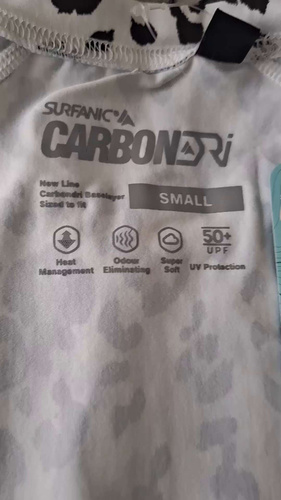 SURFANIC
CARBONDRi
New Line
Carbondri Baselayer
Sized to fit
SMALL
Heat
Management
Odour
Eliminating
Super
Soft
50+
UPF
UV Protection